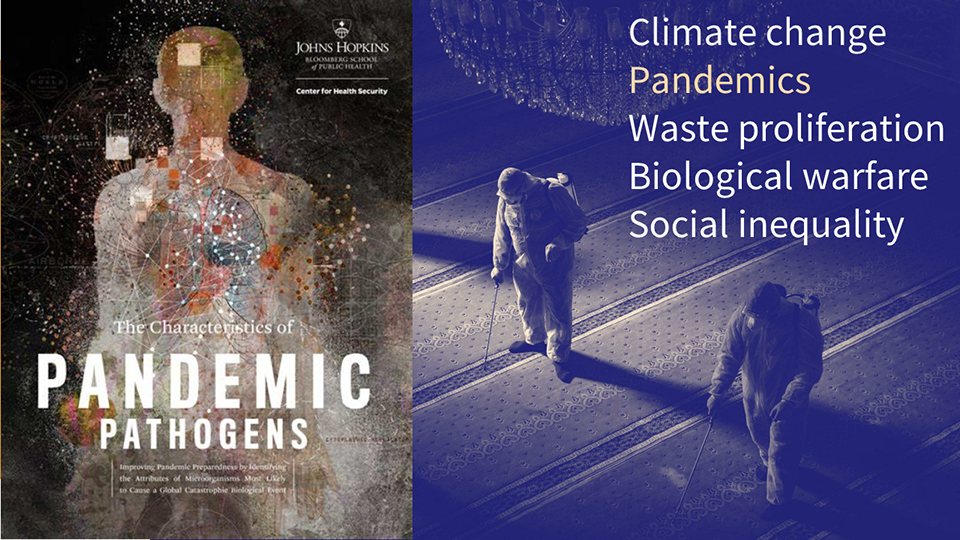 JOHNS HOPKINS
BLOOMBERG SCHOOL
of PUBLIC HEALTH
Center for Health Security
The Characteristics of
PANDEMIC
PATHOGENS
Improving Pandemic Preparedness by Identifying
the Attributes of Microorganisms Most Likely
to Cause a Global Catastrophic Biological Event
Climate change
Pandemics
Waste proliferation
Biological warfare
Social inequality